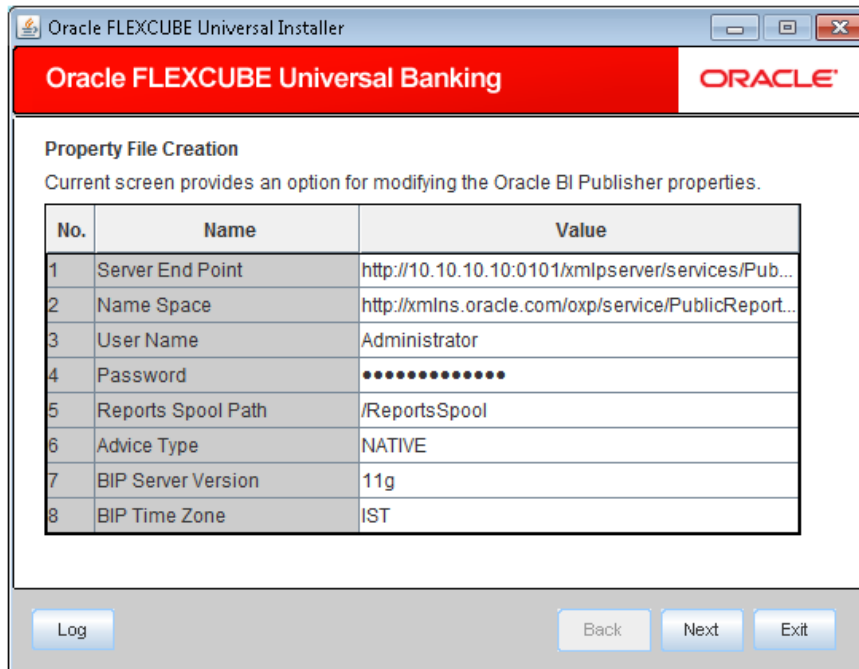 Oracle FLEXCUBE Universal Installer
Oracle FLEXCUBE Universal Banking
ORACLE
Property File Creation
Current screen provides an option for modifying the Oracle BI Publisher properties.
No. Name Value
1 Server End Point http://10.10.10.10:0101/xmlpserver/services/Pub...
2 Name Space http://xmlns.oracle.com/oxp/service/PublicReport...
3 User Name Administrator
4 Password •••••••••••••
5 Reports Spool Path /ReportsSpool
6 Advice Type NATIVE
7 BIP Server Version 11g
8 BIP Time Zone IST
Log Back Next Exit